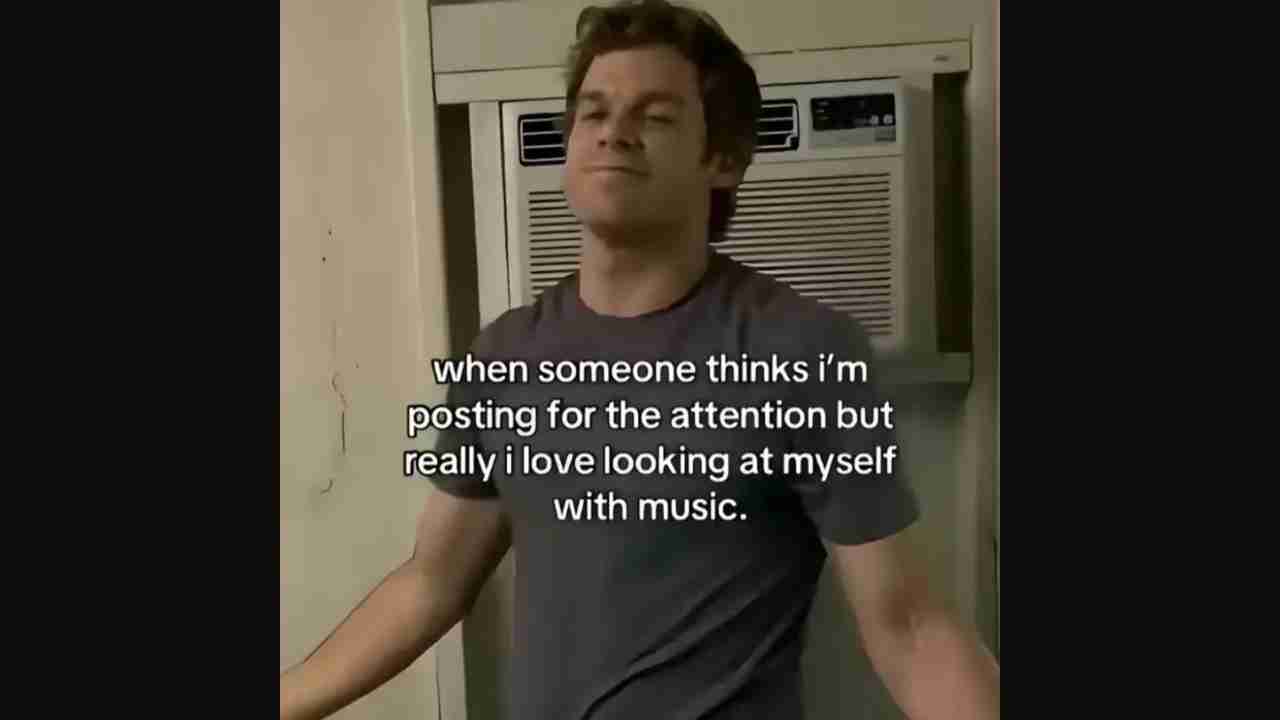 when someone thinks i'm
posting for the attention but
really i love looking at myself
with music.